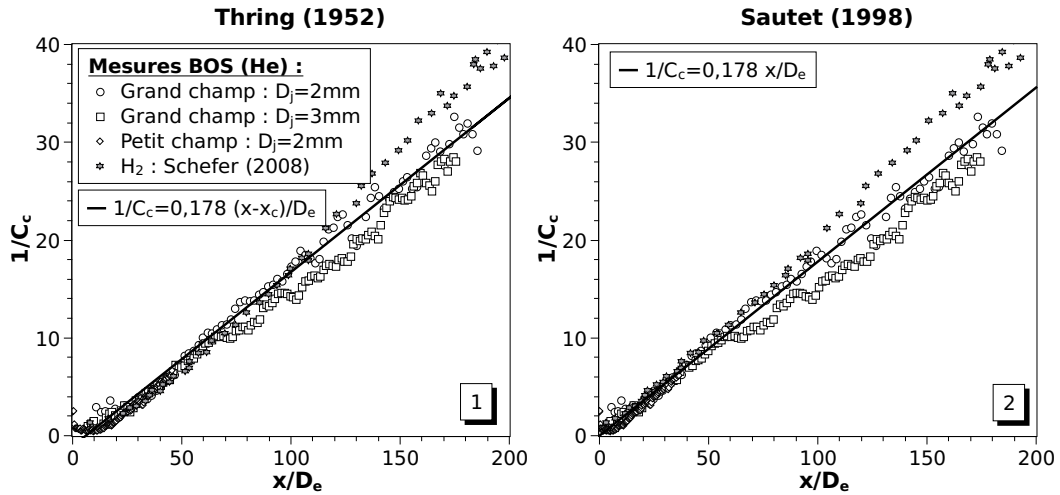 Thring (1952)
Sautet (1998)
1/Cc
40
30
20
10
0
Mesures BOS (He) :
Grand champ : Dj=2mm
Grand champ : Dj=3mm
Petit champ : Dj=2mm
H2 : Schefer (2008)
1/Cc=0,178 (x-xc)/De
1
0 50 100 150 200
x/De
1/Cc
40
30
20
10
0
1/Cc=0,178 x/De
2
0 50 100 150 200
x/De